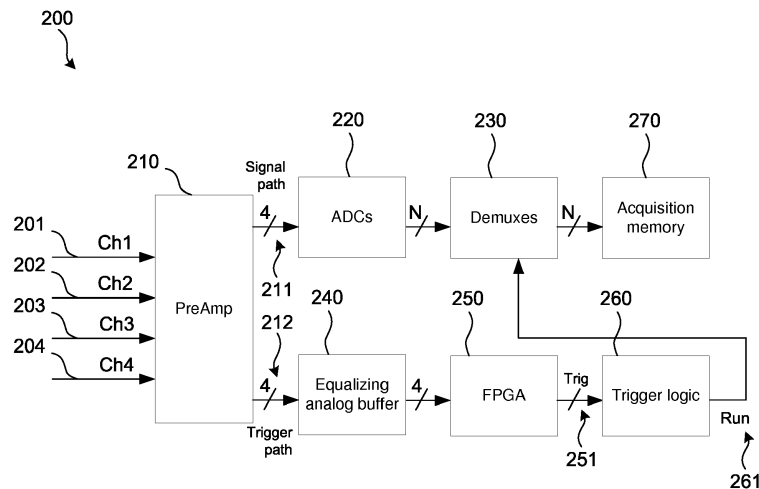 200
220
230
270
210
Signal
path
4
ADCs
N
Demuxes
N
Acquisition
memory
201
Ch1
202
Ch2
203
Ch3
204
Ch4
PreAmp
211
212
240
250
260
4
Equalizing
analog buffer
4
FPGA
Trig
Trigger logic
Trigger
path
251
Run
261